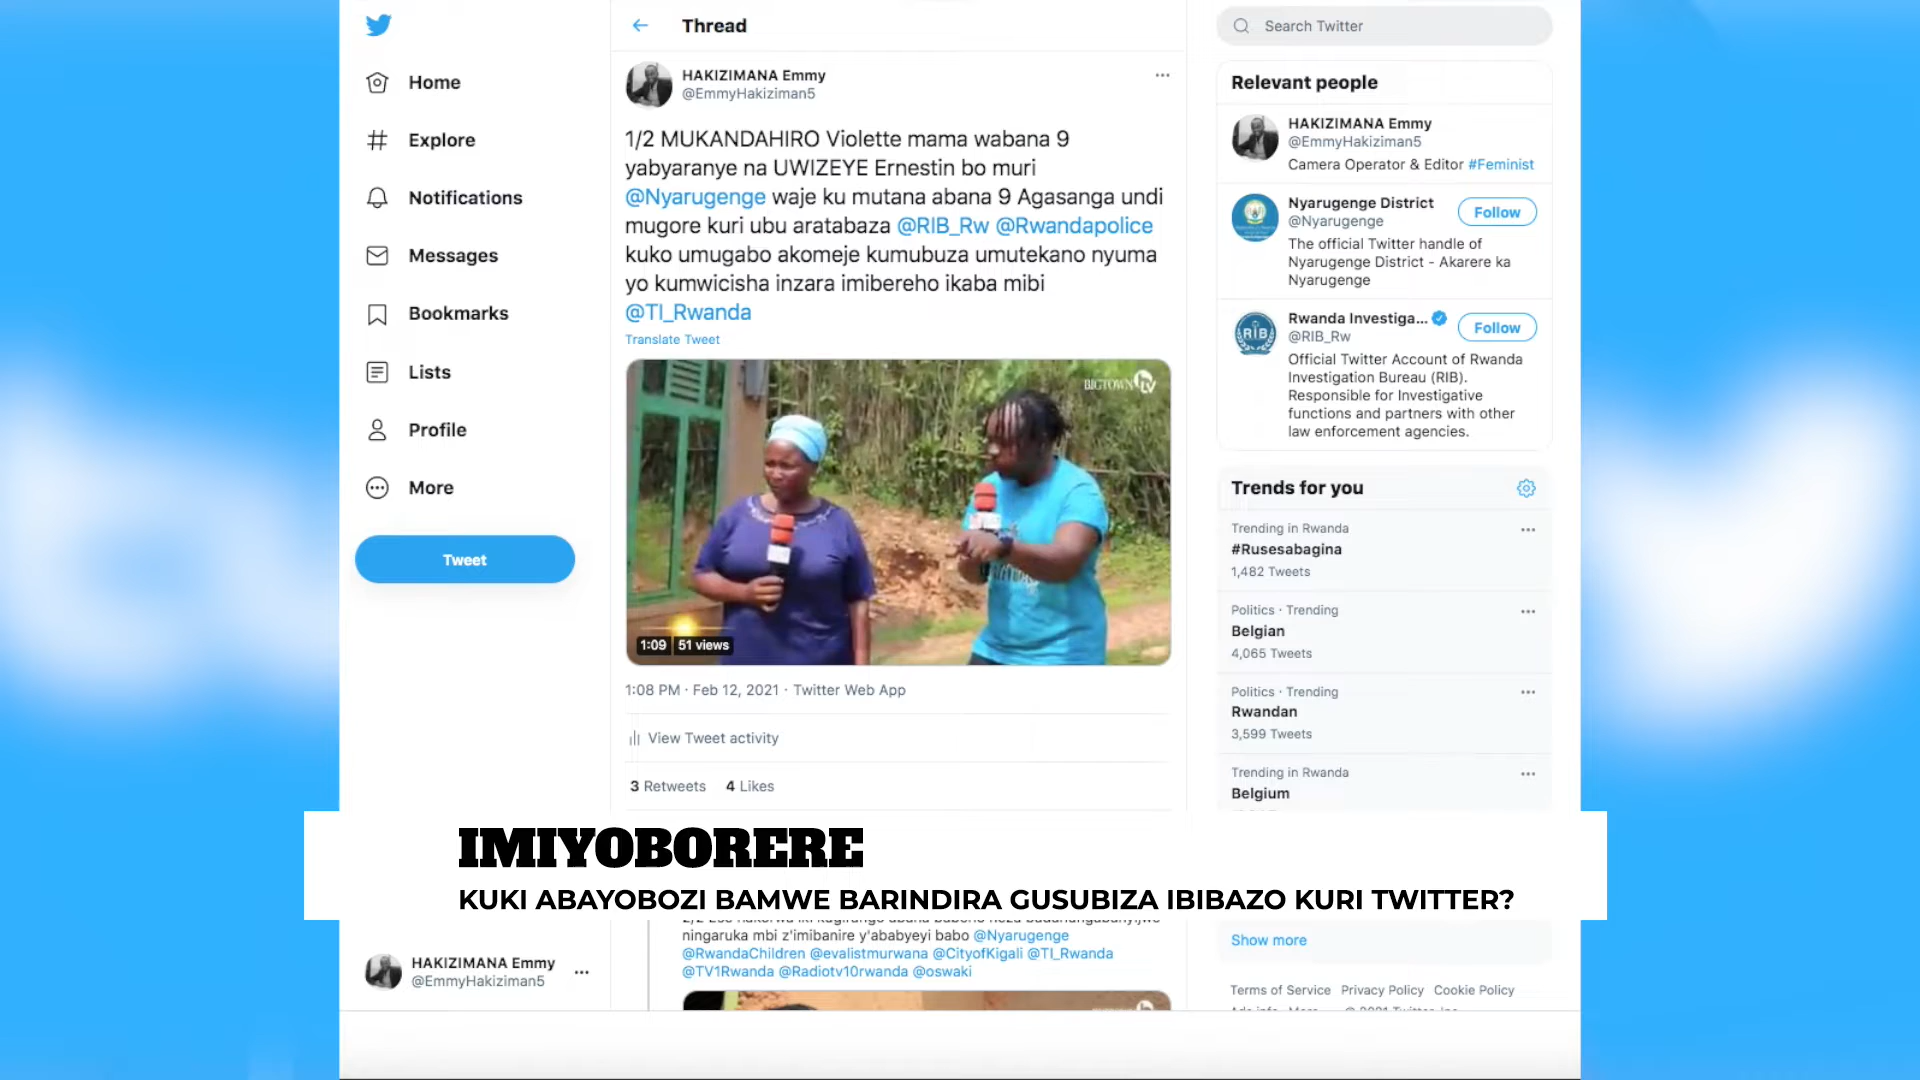 Home
Explore
Notifications
Messages
Bookmarks
Lists
Profile
More
Tweet
HAKIZIMANA Emmy
@EmmyHakiziman5
Thread
HAKIZIMANA Emmy
@EmmyHakiziman5
1/2 MUKANDAHIRO Violette mama wabana 9
yabyaranye na UWIZEYE Ernestin bo muri
@Nyarugenge waje ku mutana abana 9 Agasanga undi
mugore kuri ubu aratabaza @RIB_Rw @Rwandapolice
kuko umugabo akomeje kumubuza umutekano nyuma
yo kumwicisha inzara imibereho ikaba mibi
@TI_Rwanda
Translate Tweet
BIGTOWN tv
1:09 51 views
1:08 PM · Feb 12, 2021 · Twitter Web App
View Tweet activity
3 Retweets 4 Likes
IMIYOBORERE
KUKI ABAYOBOZI BAMWE BARINDIRA GUSUBIZA IBIBAZO KURI TWITTER?
ningaruka mbi z'imibanire y'ababyeyi babo @Nyarugenge
@RwandaChildren @evalistmurwana @CityofKigali @TI_Rwanda
@TV1Rwanda @Radiotv10rwanda @oswaki
Search Twitter
Relevant people
HAKIZIMANA Emmy
@EmmyHakiziman5
Camera Operator & Editor #Feminist
Nyarugenge District
@Nyarugenge
Follow
The official Twitter handle of
Nyarugenge District - Akarere ka
Nyarugenge
RIB
Rwanda Investiga...
@RIB_Rw
Follow
Official Twitter Account of Rwanda
Investigation Bureau (RIB).
Responsible for Investigative
functions and partners with other
law enforcement agencies.
Trends for you
Trending in Rwanda
#Rusesabagina
1,482 Tweets
Politics · Trending
Belgian
4,065 Tweets
Politics · Trending
Rwandan
3,599 Tweets
Trending in Rwanda
Belgium
Show more
Terms of Service Privacy Policy Cookie Policy